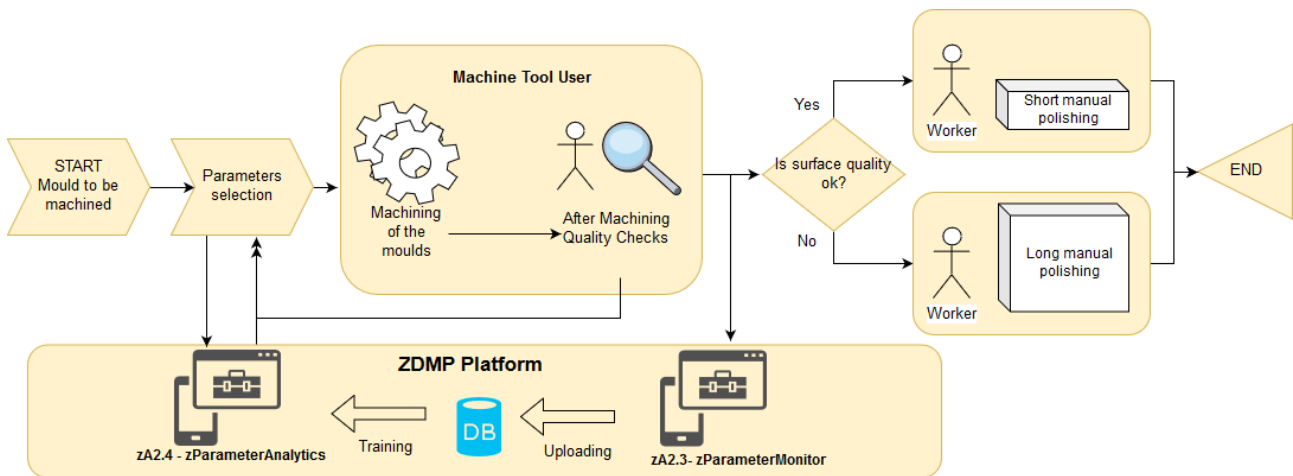 START
Mould to be
machined
Parameters
selection
Machine Tool User
Machining
of the
moulds
After Machining
Quality Checks
Is surface quality
ok?
Yes
No
Worker
Short manual
polishing
Worker
Long manual
polishing
END
ZDMP Platform
zA2.4 - zParameterAnalytics
Training
DB
Uploading
zA2.3- zParameterMonitor